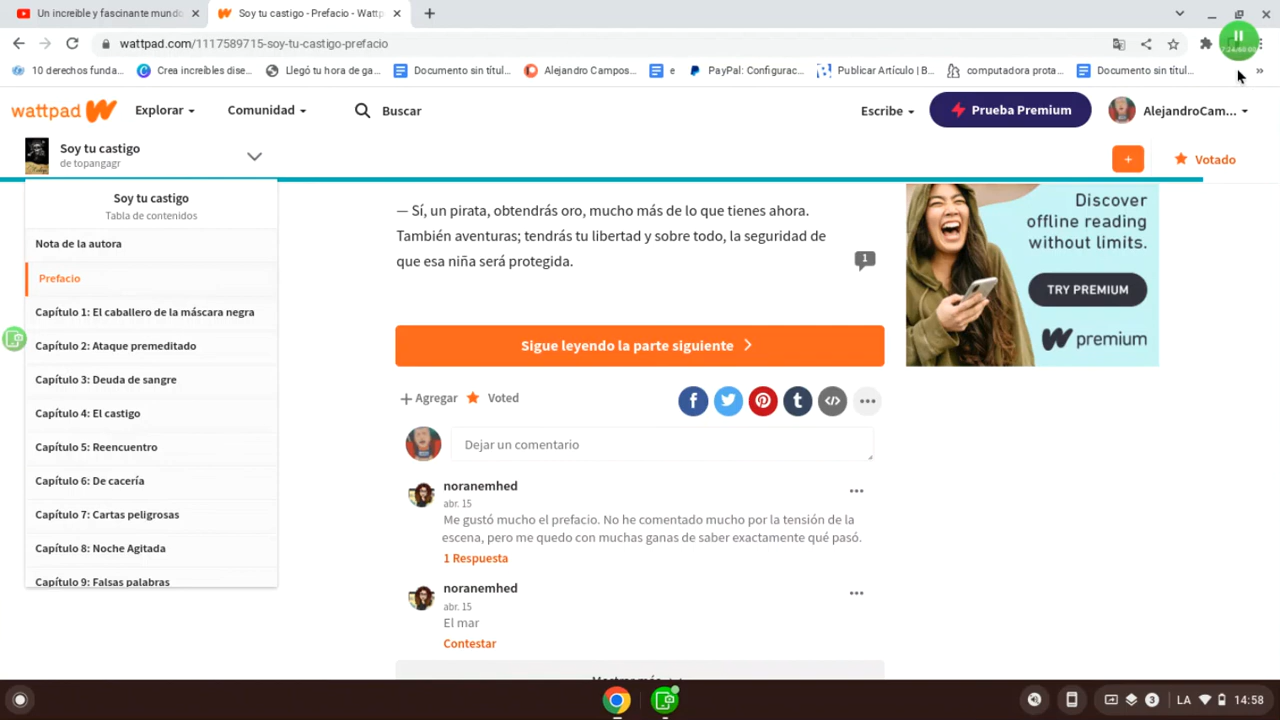 Un increible y fascinante mund
Soy tu castigo - Prefacio - Wattp
wattpad.com/1117589715-soy-tu-castigo-prefacio
10 derechos funda...
Crea increíbles dise...
Llegó tu hora de ga...
Documento sin títul...
Alejandro Campos...
e
PayPal: Configurac...
Publicar Artículo | B...
computadora prota...
Documento sin títul...
»
wattpad
Explorar
Comunidad
Buscar
Escribe
Prueba Premium
AlejandroCam...
Soy tu castigo
de topangagr
+
Votado
Soy tu castigo
Tabla de contenidos
Nota de la autora
Prefacio
Capítulo 1: El caballero de la máscara negra
Capítulo 2: Ataque premeditado
Capítulo 3: Deuda de sangre
Capítulo 4: El castigo
Capítulo 5: Reencuentro
Capítulo 6: De cacería
Capítulo 7: Cartas peligrosas
Capítulo 8: Noche Agitada
Capítulo 9: Falsas palabras
— Sí, un pirata, obtendrás oro, mucho más de lo que tienes ahora.
También aventuras; tendrás tu libertad y sobre todo, la seguridad de
que esa niña será protegida.
1
Sigue leyendo la parte siguiente
+ Agregar
Voted
Dejar un comentario
noranemhed
abr. 15
Me gustó mucho el prefacio. No he comentado mucho por la tensión de la
escena, pero me quedo con muchas ganas de saber exactamente qué pasó.
1 Respuesta
noranemhed
abr. 15
El mar
Contestar
Discover
offline reading
without limits.
TRY PREMIUM
premium
3
LA
14:58